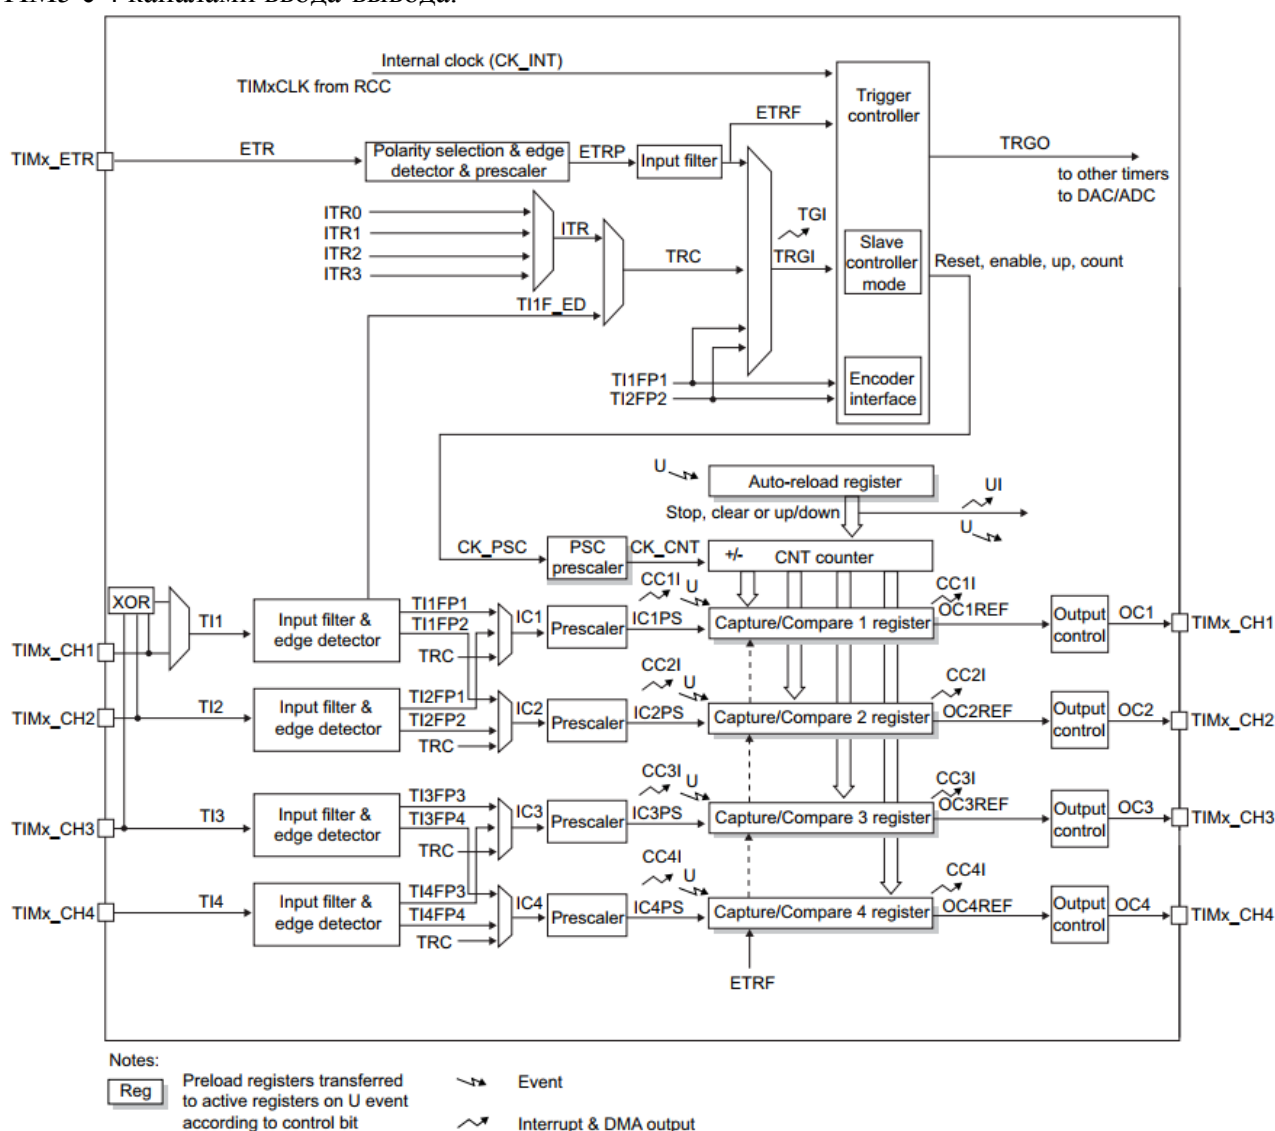 TIM5 с 4 каналами ввода-вывода.
Internal clock (CK_INT)
TIMxCLK from RCC
Trigger
controller
ETRF
TIMx_ETR
ETR
Polarity selection & edge
detector & prescaler
ETRP
Input filter
TRGO
to other timers
to DAC/ADC
ITR0
ITR1
ITR2
ITR3
ITR
TRC
TGI
TRGI
Slave
controller
mode
Reset, enable, up, count
TI1F_ED
TI1FP1
TI2FP2
Encoder
interface
U
Auto-reload register
UI
Stop, clear or up/down
U
CK_PSC
PSC
prescaler
CK_CNT
+/-
CNT counter
XOR
TIMx_CH1
TI1
Input filter &
edge detector
TI1FP1
TI1FP2
TRC
IC1
Prescaler
CC1I
U
IC1PS
Capture/Compare 1 register
CC1I
OC1REF
Output
control
OC1
TIMx_CH1
TIMx_CH2
TI2
Input filter &
edge detector
TI2FP1
TI2FP2
TRC
IC2
Prescaler
CC2I
U
IC2PS
Capture/Compare 2 register
CC2I
OC2REF
Output
control
OC2
TIMx_CH2
TIMx_CH3
TI3
Input filter &
edge detector
TI3FP3
TI3FP4
TRC
IC3
Prescaler
CC3I
U
IC3PS
Capture/Compare 3 register
CC3I
OC3REF
Output
control
OC3
TIMx_CH3
TIMx_CH4
TI4
Input filter &
edge detector
TI4FP3
TI4FP4
TRC
IC4
Prescaler
CC4I
U
IC4PS
Capture/Compare 4 register
CC4I
OC4REF
Output
control
OC4
TIMx_CH4
ETRF
Notes:
Reg
Preload registers transferred
to active registers on U event
according to control bit
Event
Interrupt & DMA output